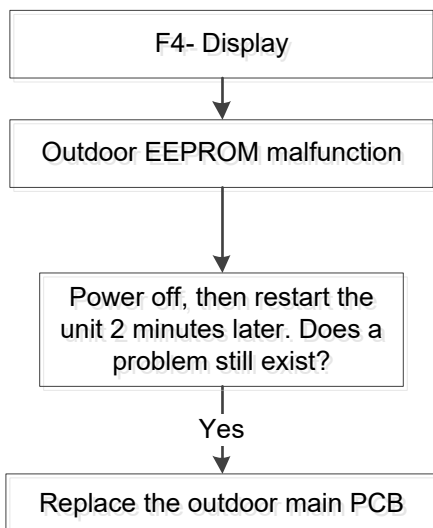 F4- Display
Outdoor EEPROM malfunction
Power off, then restart the
unit 2 minutes later. Does a
problem still exist?
Yes
Replace the outdoor main PCB